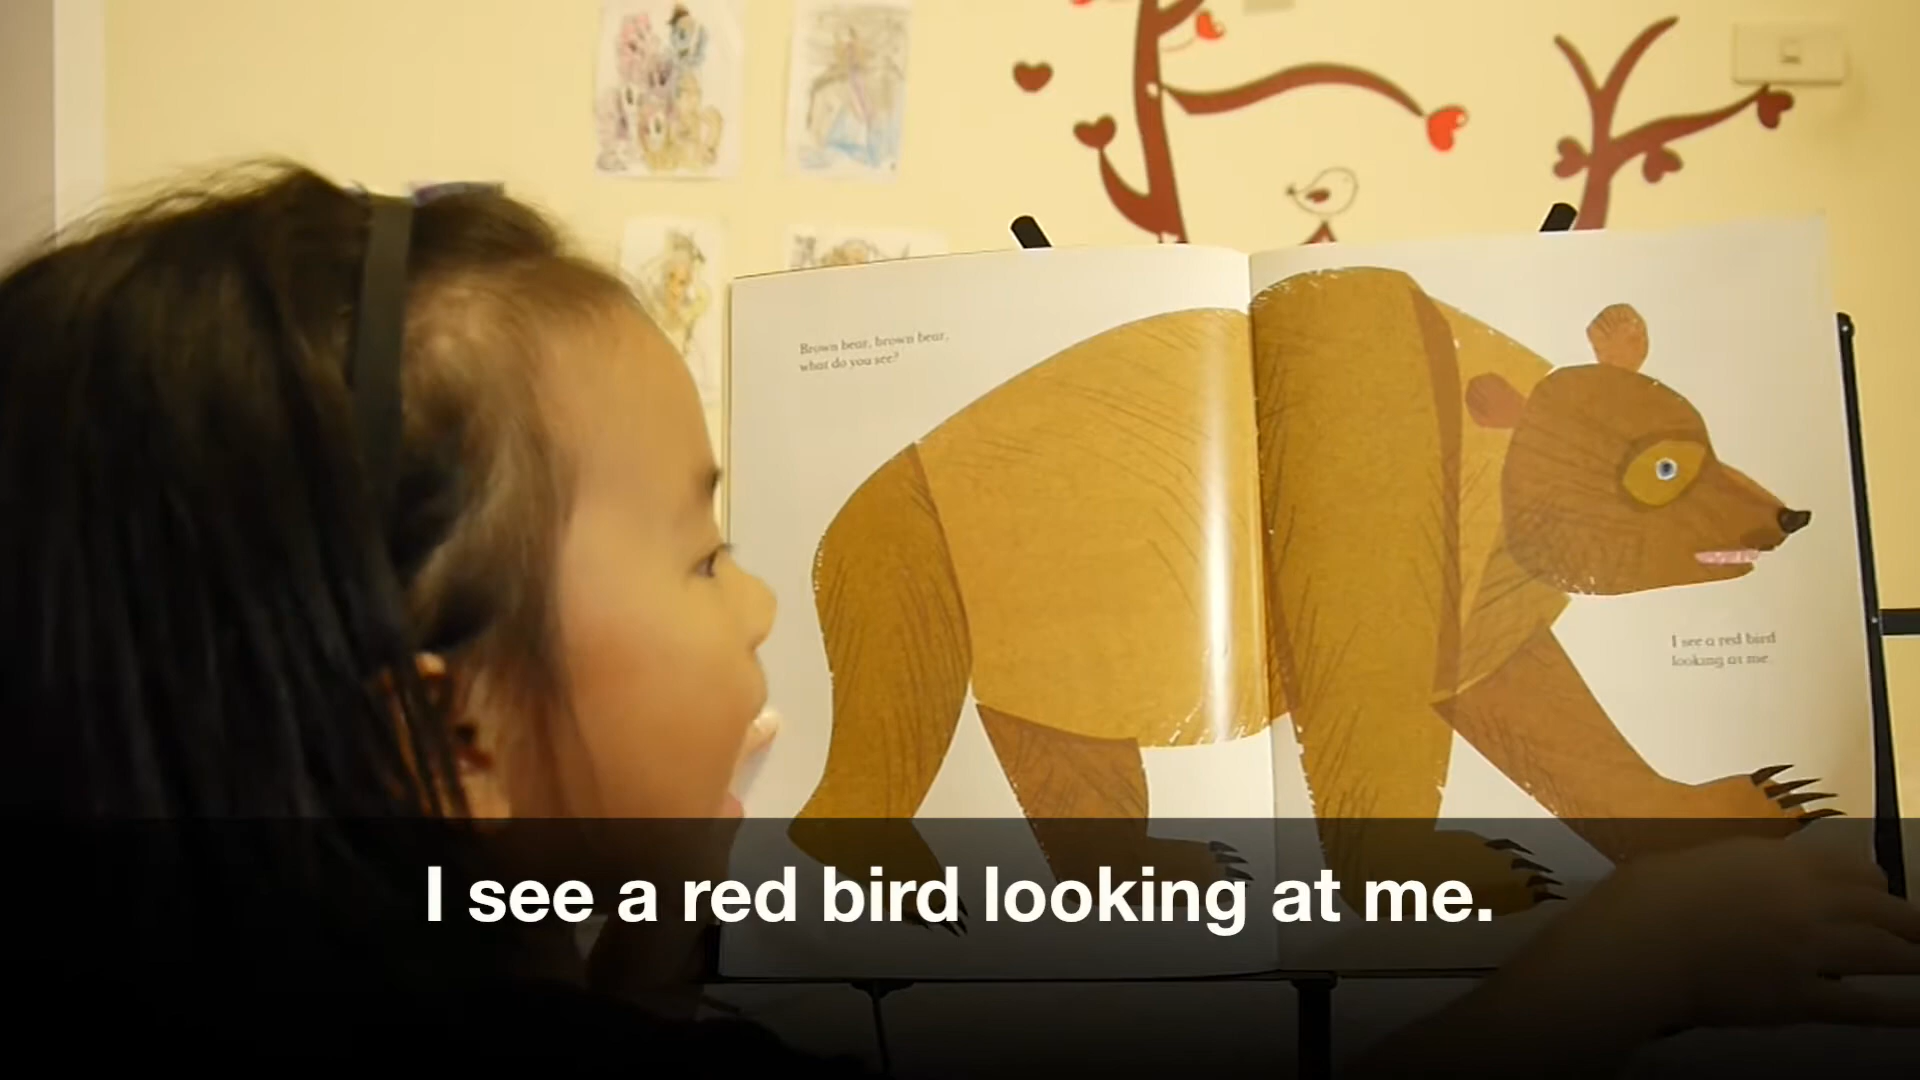 Brown bear, brown bear,
what do you see?
I see a red bird
looking at me.
I see a red bird looking at me.